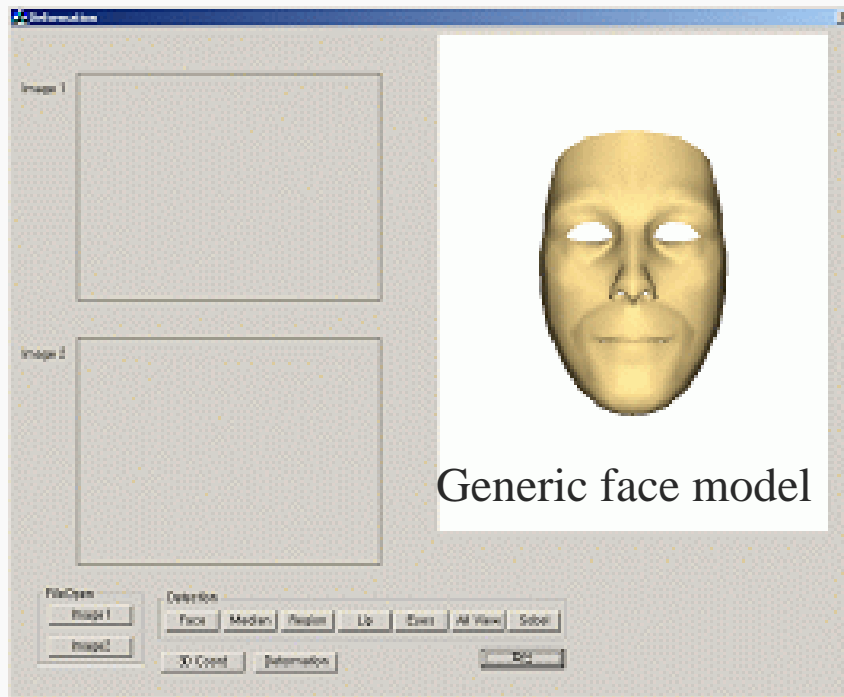 Deformation
Image 1
Generic face model
Image 2
FileOpen
Image1
Image2
Detection
Face Median Region Lip Eyes All View Sobel
3D Coord Deformation